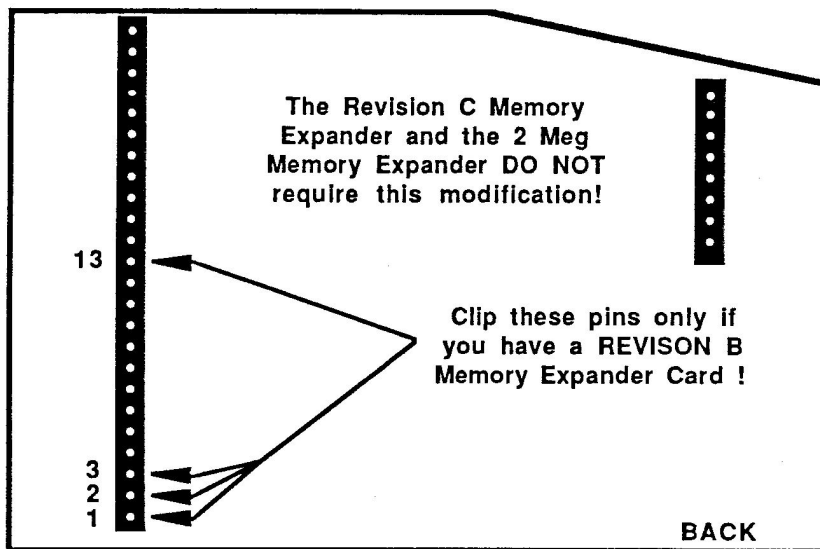 The Revision C Memory
Expander and the 2 Meg
Memory Expander DO NOT
require this modification!
13
Clip these pins only if
you have a REVISON B
Memory Expander Card !
3
2
1
BACK